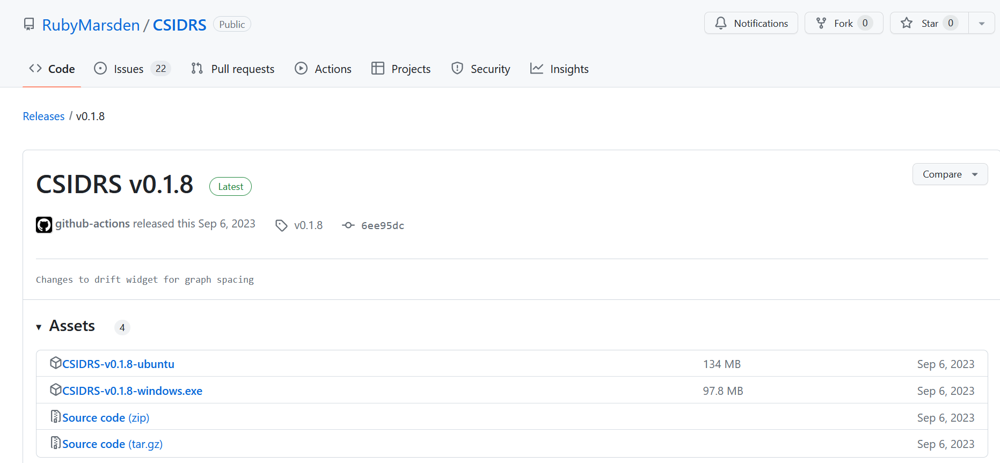 RubyMarsden / CSIDRS Public Notifications Fork 0 Star 0
Code Issues 22 Pull requests Actions Projects Security Insights
Releases / v0.1.8
CSIDRS v0.1.8 Latest Compare
github-actions released this Sep 6, 2023 v0.1.8 6ee95dc
Changes to drift widget for graph spacing
Assets 4
CSIDRS-v0.1.8-ubuntu 134 MB Sep 6, 2023
CSIDRS-v0.1.8-windows.exe 97.8 MB Sep 6, 2023
Source code (zip) Sep 6, 2023
Source code (tar.gz) Sep 6, 2023